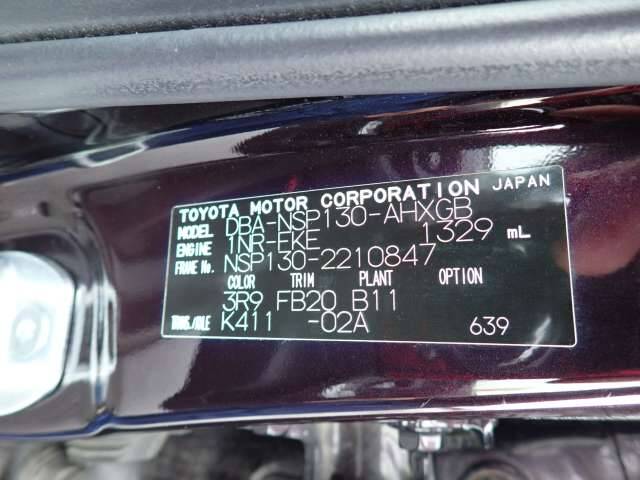 TOYOTA MOTOR CORPORATION JAPAN
MODEL DBA-NSP130-AHXGB
ENGINE 1NR-FKE 1329 mL
FRAME No. NSP130-2210847
COLOR TRIM PLANT OPTION
3R9 FB20 B11
TRANS./AXLE K411 -02A 639